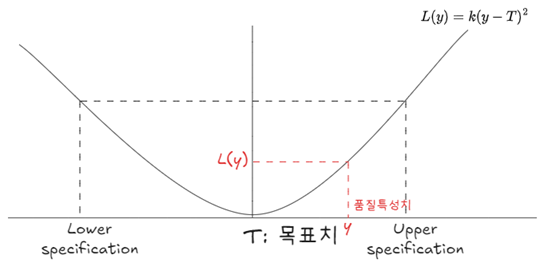 L(y) = k(y − T)²
L(y)
품질특성치
Lower
specification
T: 목표치
y
Upper
specification